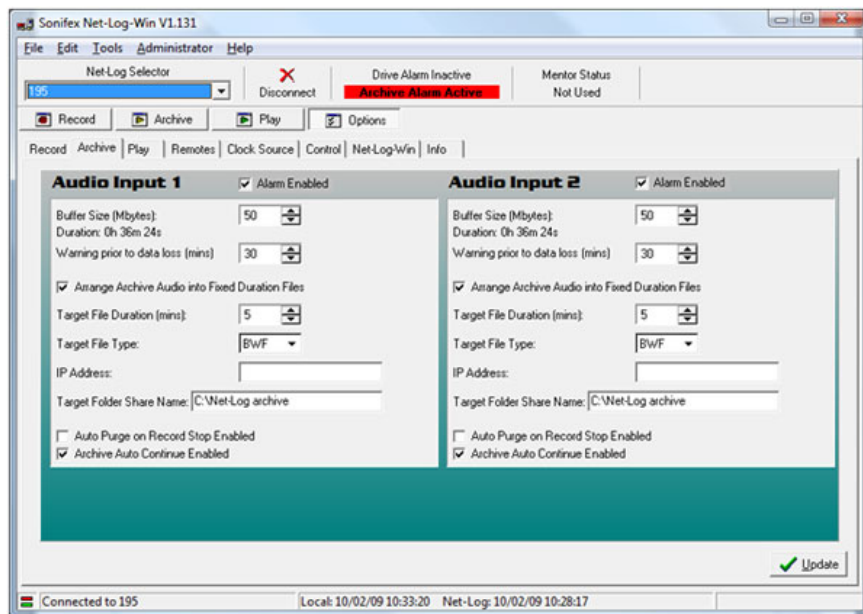 Sonifex Net-Log-Win V1.131
File Edit Tools Administrator Help
Net-Log Selector
195
Disconnect
Drive Alarm Inactive
Archive Alarm Active
Mentor Status
Not Used
Record Archive Play Options
Record Archive Play Remotes Clock Source Control Net-Log-Win Info
Audio Input 1
Alarm Enabled
Buffer Size (Mbytes): 50
Duration: 0h 36m 24s
Warning prior to data loss (mins) 30
Arrange Archive Audio into Fixed Duration Files
Target File Duration (mins): 5
Target File Type: BWF
IP Address:
Target Folder Share Name: C:\Net-Log archive
Auto Purge on Record Stop Enabled
Archive Auto Continue Enabled
Audio Input 2
Alarm Enabled
Buffer Size (Mbytes): 50
Duration: 0h 36m 24s
Warning prior to data loss (mins) 30
Arrange Archive Audio into Fixed Duration Files
Target File Duration (mins): 5
Target File Type: BWF
IP Address:
Target Folder Share Name: C:\Net-Log archive
Auto Purge on Record Stop Enabled
Archive Auto Continue Enabled
Update
Connected to 195
Local: 10/02/09 10:33:20 Net-Log: 10/02/09 10:28:17